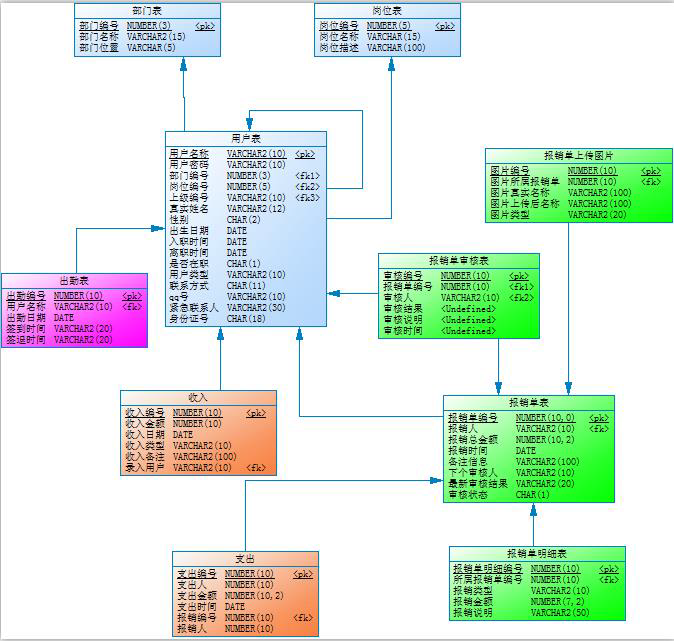 部门表
部门编号 NUMBER(3) <pk>
部门名称 VARCHAR2(15)
部门位置 VARCHAR(5)
岗位表
岗位编号 NUMBER(5) <pk>
岗位名称 VARCHAR(15)
岗位描述 VARCHAR(100)
用户表
用户名称 VARCHAR2(10) <pk>
用户密码 VARCHAR2(10)
部门编号 NUMBER(3) <fk1>
岗位编号 NUMBER(5) <fk2>
上级编号 VARCHAR2(10) <fk3>
真实姓名 VARCHAR2(12)
性别 CHAR(2)
出生日期 DATE
入职时间 DATE
离职时间 DATE
是否在职 CHAR(1)
用户类型 VARCHAR2(10)
联系方式 CHAR(11)
qq号 VARCHAR2(10)
紧急联系人 VARCHAR2(30)
身份证号 CHAR(18)
报销单上传图片
图片编号 NUMBER(10) <pk>
图片所属报销单 NUMBER(10) <fk>
图片真实名称 VARCHAR2(100)
图片上传后名称 VARCHAR2(100)
图片类型 VARCHAR2(20)
报销单审核表
审核编号 NUMBER(10) <pk>
报销单编号 NUMBER(10) <fk1>
审核人 VARCHAR2(10) <fk2>
审核结果 <Undefined>
审核说明 <Undefined>
审核时间 <Undefined>
出勤表
出勤编号 NUMBER(10) <pk>
用户名称 VARCHAR2(10) <fk>
出勤日期 DATE
签到时间 VARCHAR2(20)
签退时间 VARCHAR2(20)
收入
收入编号 NUMBER(10) <pk>
收入金额 NUMBER(10)
收入日期 DATE
收入类型 VARCHAR2(10)
收入备注 VARCHAR2(100)
录入用户 VARCHAR2(10) <fk>
报销单表
报销单编号 NUMBER(10,0) <pk>
报销人 VARCHAR2(10) <fk>
报销总金额 NUMBER(10,2)
报销时间 DATE
备注信息 VARCHAR2(100)
下个审核人 VARCHAR2(10)
最新审核结果 VARCHAR2(20)
审核状态 CHAR(1)
支出
支出编号 NUMBER(10) <pk>
支出人 NUMBER(10)
支出金额 NUMBER(10,2)
支出时间 DATE
报销编号 NUMBER(10) <fk>
报销人 NUMBER(10)
报销单明细表
报销单明细编号 NUMBER(10) <pk>
所属报销单编号 NUMBER(10) <fk>
报销类型 VARCHAR2(10)
报销金额 NUMBER(7,2)
报销说明 VARCHAR2(50)